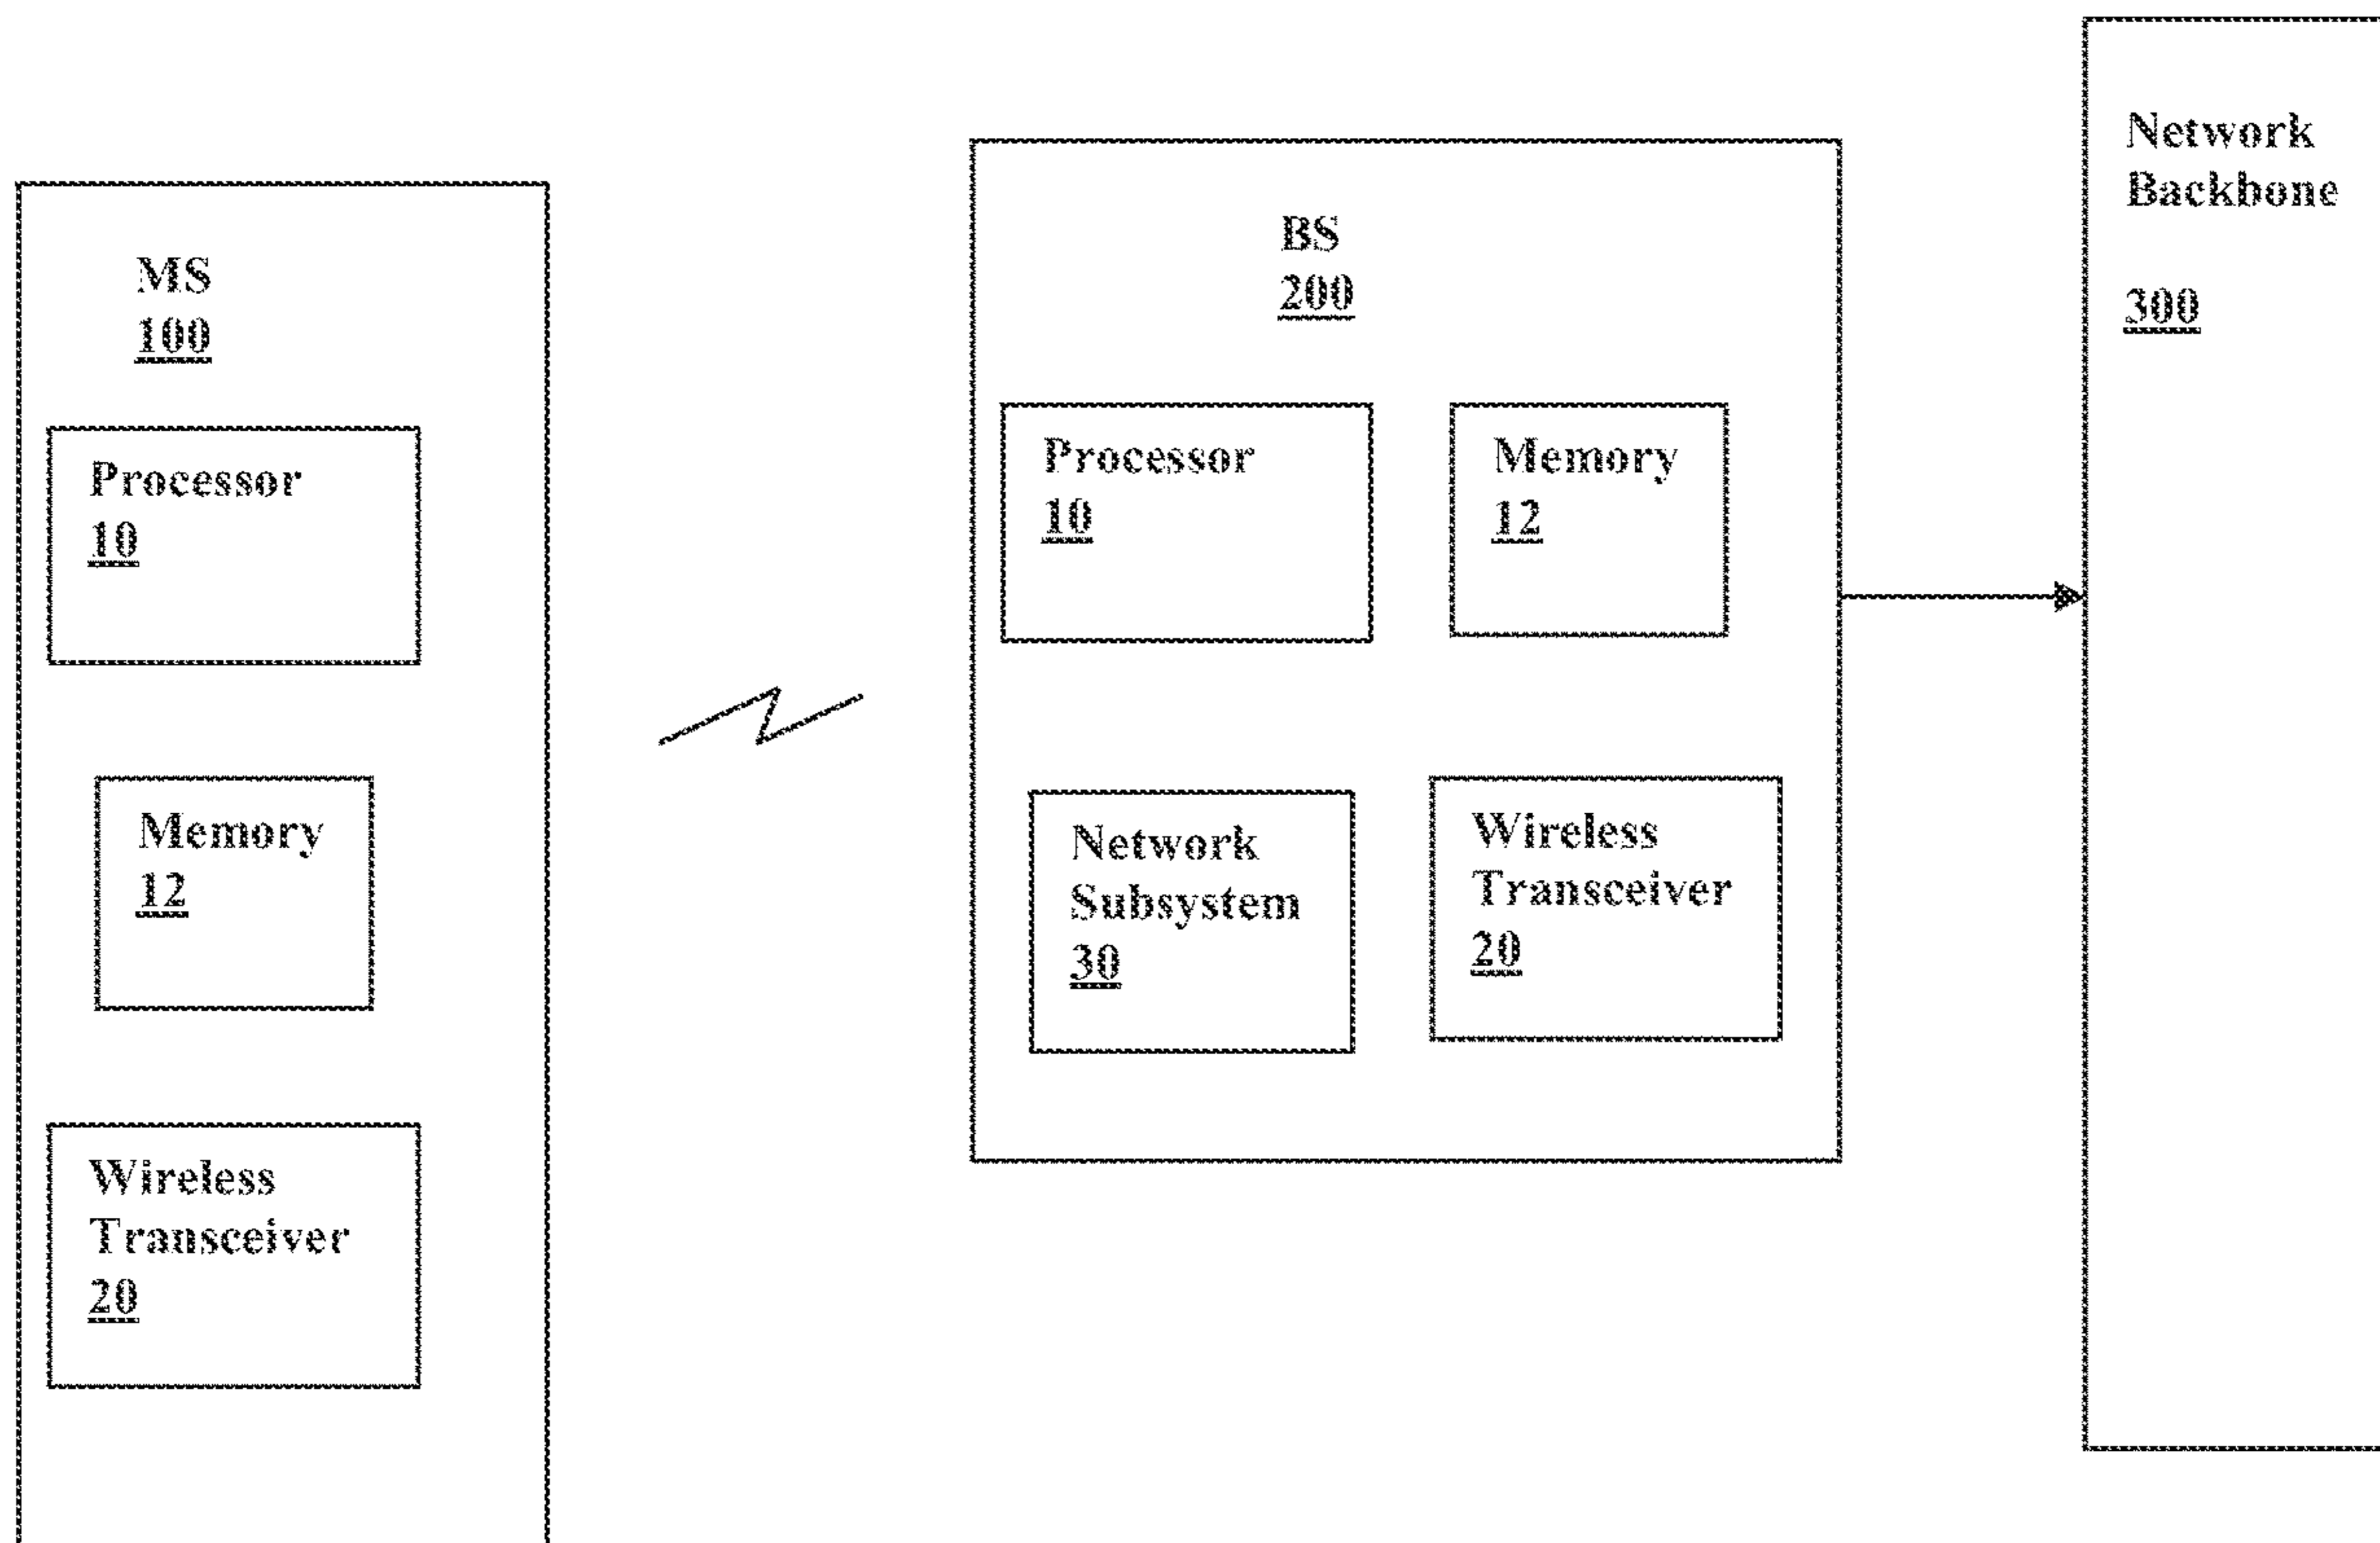 MS
100
Processor
10
Memory
12
Wireless
Transceiver
20
BS
200
Processor
10
Memory
12
Network
Subsystem
30
Wireless
Transceiver
20
Network
Backbone
300